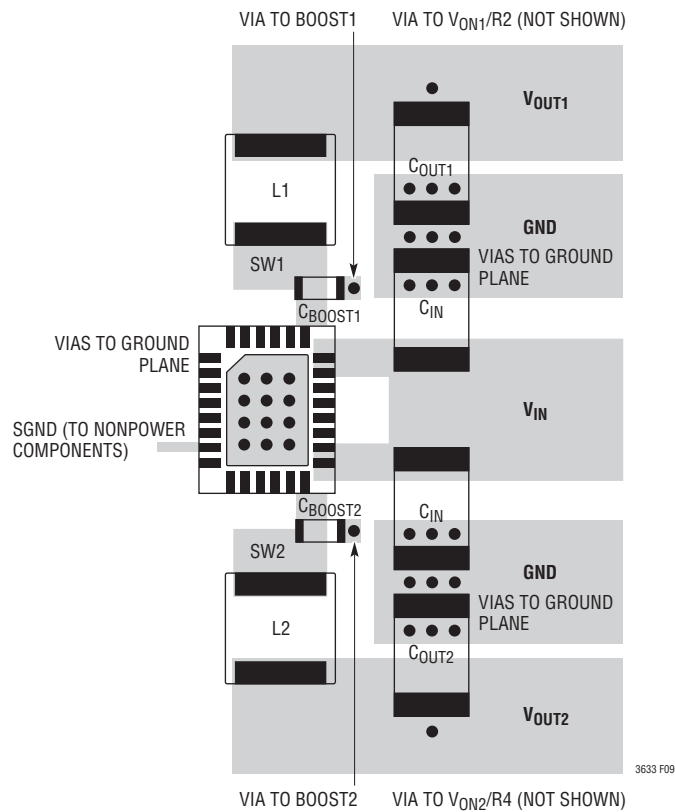 VIA TO BOOST1
VIA TO VON1/R2 (NOT SHOWN)
VOUT1
COUT1
L1
GND
VIAS TO GROUND
PLANE
SW1
CBOOST1
CIN
VIAS TO GROUND
PLANE
VIN
SGND (TO NONPOWER
COMPONENTS)
CBOOST2
CIN
SW2
GND
VIAS TO GROUND
PLANE
L2
COUT2
VOUT2
3633 F09
VIA TO BOOST2
VIA TO VON2/R4 (NOT SHOWN)